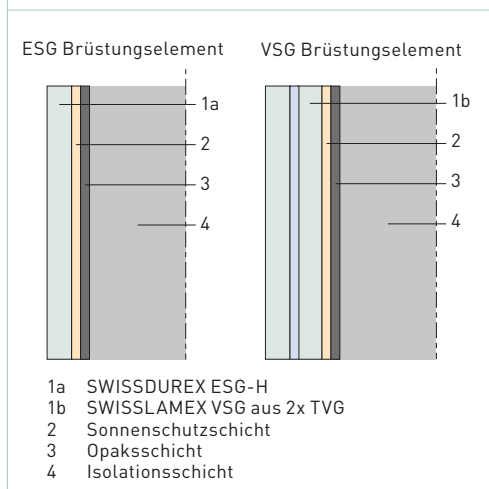 ESG Brüstungselement
VSG Brüstungselement
1a
2
3
4
1b
2
3
4
1a SWISSDUREX ESG-H
1b SWISSLAMEX VSG aus 2x TVG
2 Sonnenschutzschicht
3 Opaksschicht
4 Isolationsschicht